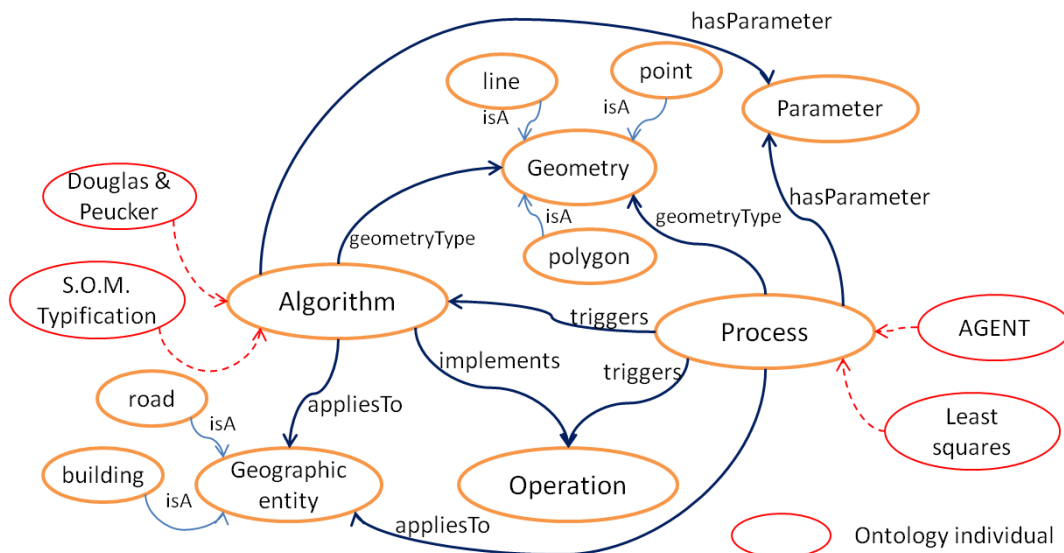 hasParameter
line
point
isA
isA
Parameter
Geometry
Douglas &
Peucker
hasParameter
isA
geometryType
geometryType
polygon
S.O.M.
Typification
Algorithm
triggers
Process
AGENT
implements
triggers
road
appliesTo
isA
Least
squares
building
Geographic
entity
isA
Operation
appliesTo
Ontology individual